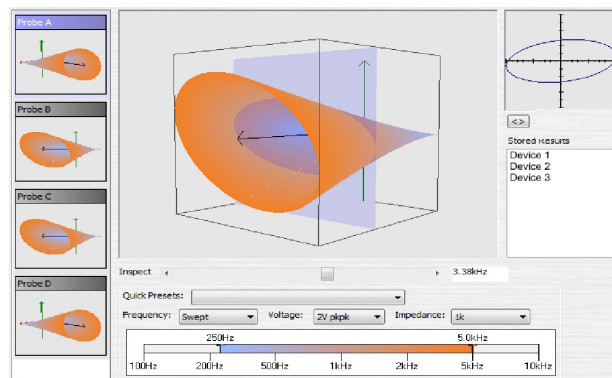 Probe A
Probe B
Probe C
Probe D
<>
Stored Results
Device 1
Device 2
Device 3
Inspect
3.38kHz
Quick Presets:
Frequency: Swept Voltage: 2V pkpk Impedance: 1k
250Hz 5.0kHz
100Hz 200Hz 500Hz 1kHz 2kHz 5kHz 10kHz